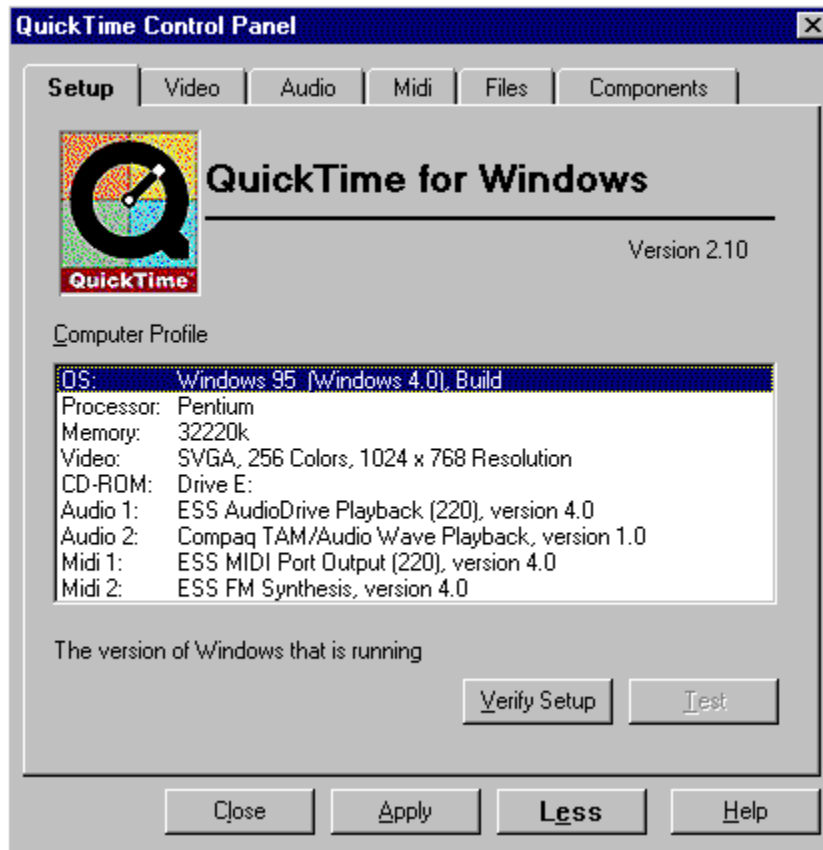 QuickTime Control Panel
Setup Video Audio Midi Files Components
QuickTime for Windows
Version 2.10
QuickTime™
Computer Profile
OS: Windows 95 (Windows 4.0), Build
Processor: Pentium
Memory: 32220k
Video: SVGA, 256 Colors, 1024 x 768 Resolution
CD-ROM: Drive E:
Audio 1: ESS AudioDrive Playback (220), version 4.0
Audio 2: Compaq TAM/Audio Wave Playback, version 1.0
Midi 1: ESS MIDI Port Output (220), version 4.0
Midi 2: ESS FM Synthesis, version 4.0
The version of Windows that is running
Verify Setup Test
Close Apply Less Help